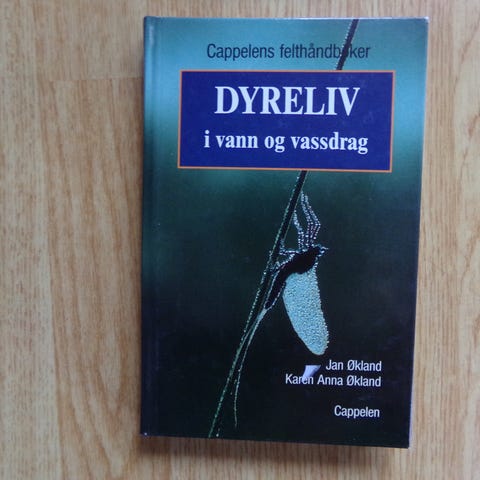 Cappelens felthåndbøker
DYRELIV
i vann og vassdrag
Jan Økland
Karen Anna Økland
Cappelen